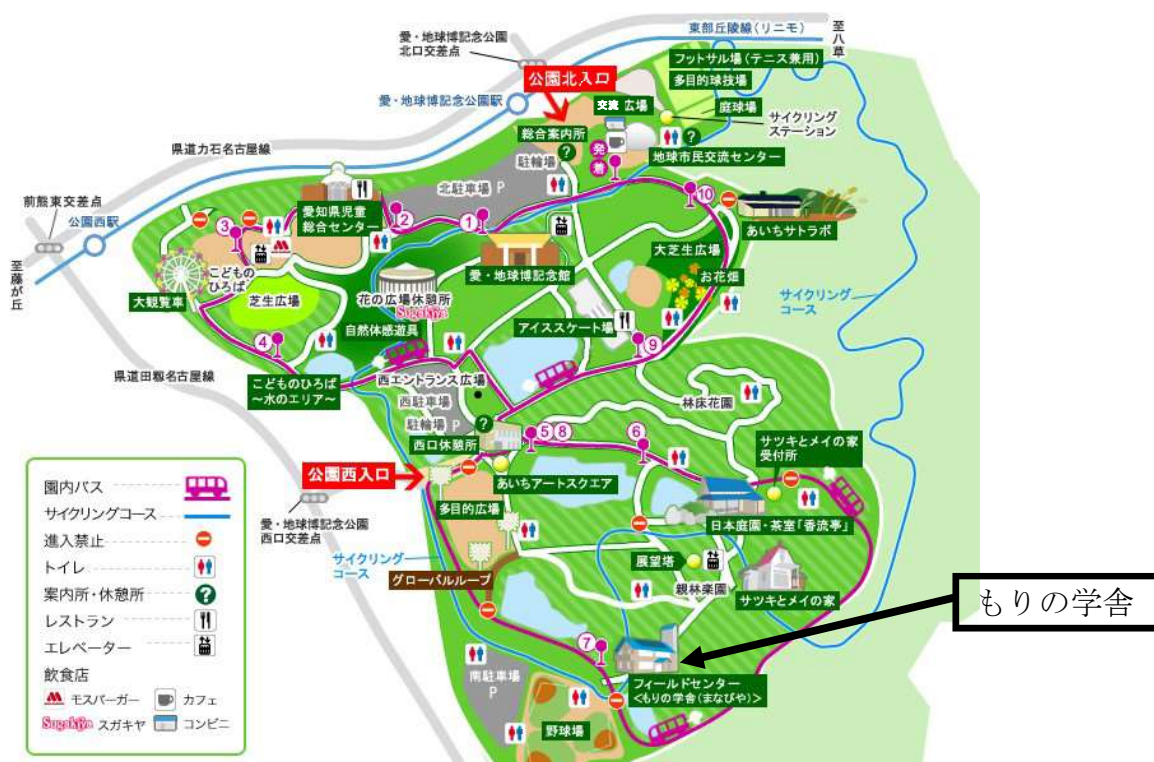 東部丘陵線(リニモ)
至八草
愛・地球博記念公園
北口交差点
公園北入口
フットサル場(テニス兼用)
多目的球技場
交流広場
庭球場
愛・地球博記念公園駅
サイクリング
ステーション
総合案内所
?
発
着
?
駐輪場
地球市民交流センター
県道力石名古屋線
北駐車場 P
前熊東交差点
愛知県児童
総合センター
2
1
10
公園西駅
3
あいちサトラボ
大芝生広場
至藤が丘
こどもの
ひろば
愛・地球博記念館
お花畑
大観覧車
芝生広場
花の広場休憩所
Sugakiya
サイクリング
コース
自然体感遊具
アイススケート場
4
9
こどものひろば
~水のエリア~
西エントランス広場
県道田籾名古屋線
西駐車場
林床花園
駐輪場 P
?
西口休憩所
5
8
6
サツキとメイの家
受付所
公園西入口
あいちアートスクエア
多目的広場
日本庭園・茶室「香流亭」
愛・地球博記念公園
西口交差点
サイクリング
コース
展望塔
グローバルループ
親林楽園
サツキとメイの家
もりの学舎
7
南駐車場
P
フィールドセンター
<もりの学舎(まなびや)>
野球場
園内バス
サイクリングコース
進入禁止
トイレ
案内所・休憩所 ?
レストラン
エレベーター
飲食店
モスバーガー カフェ
Sugakiya スガキヤ コンビニ